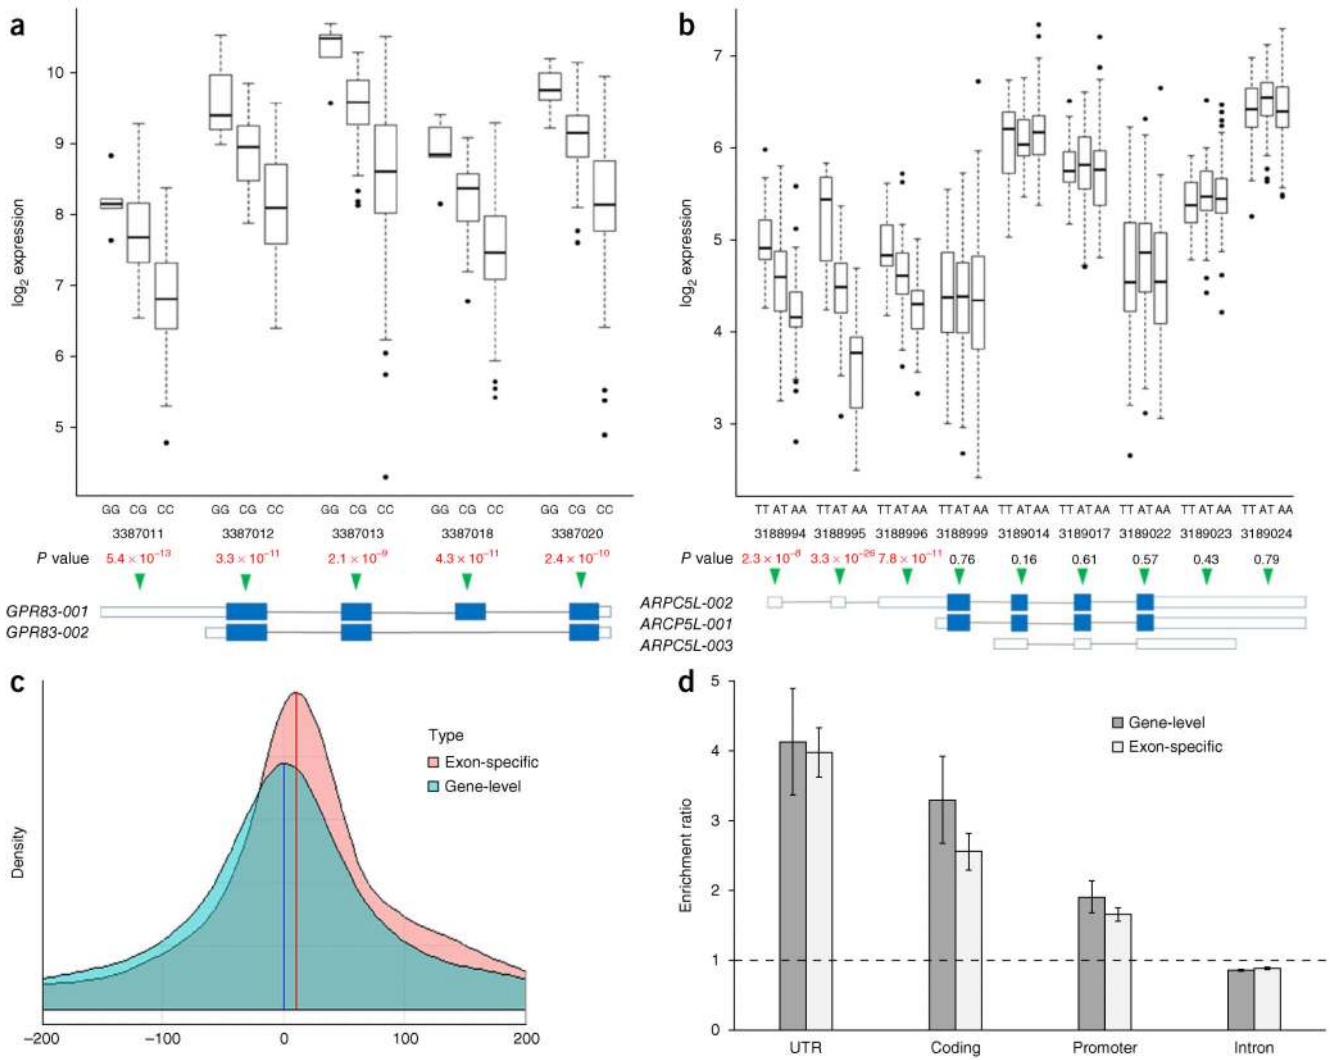 a
10
9
8
7
6
5
log2 expression
GG CG CC GG CG CC GG CG CC GG CG CC GG CG CC
3387011 3387012 3387013 3387018 3387020
P value 5.4 × 10−13 3.3 × 10−11 2.1 × 10−9 4.3 × 10−11 2.4 × 10−10
GPR83-001
GPR83-002
b
7
6
5
4
3
log2 expression
TT AT AA TT AT AA TT AT AA TT AT AA TT AT AA TT AT AA TT AT AA TT AT AA TT AT AA
3188994 3188995 3188996 3188999 3189014 3189017 3189022 3189023 3189024
P value 2.3 × 10−8 3.3 × 10−26 7.8 × 10−11 0.76 0.16 0.61 0.57 0.43 0.79
ARPC5L-002
ARCP5L-001
ARPC5L-003
c
Density
Type
Exon-specific
Gene-level
−200 −100 0 100 200
d
5
4
3
2
1
0
Enrichment ratio
Gene-level
Exon-specific
UTR Coding Promoter Intron